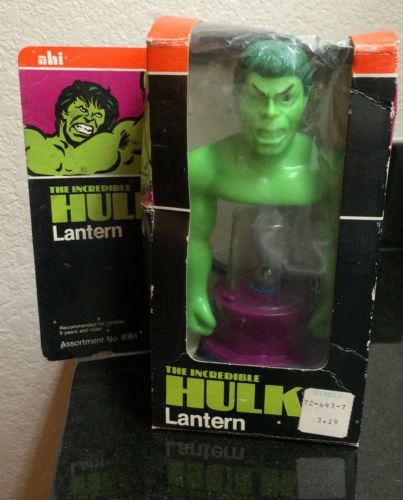 ahi
THE INCREDIBLE
HULK
Lantern
Recommended for children
5 years and older
Assortment No. 8061
THE INCREDIBLE
HULK
Lantern
OTASCO
72-647-7
3.19